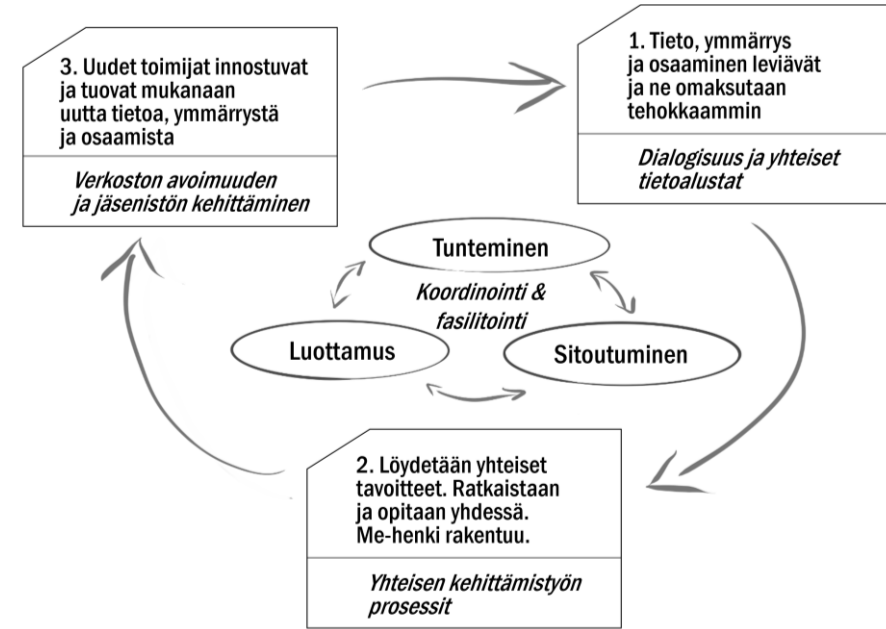 3. Uudet toimijat innostuvat
ja tuovat mukanaan
uutta tietoa, ymmärrystä
ja osaamista
Verkoston avoimuuden
ja jäsenistön kehittäminen
1. Tieto, ymmärrys
ja osaaminen leviävät
ja ne omaksutaan
tehokkaammin
Dialogisuus ja yhteiset
tietoalustat
Tunteminen
Koordinointi &
fasilitointi
Luottamus
Sitoutuminen
2. Löydetään yhteiset
tavoitteet. Ratkaistaan
ja opitaan yhdessä.
Me-henki rakentuu.
Yhteisen kehittämistyön
prosessit